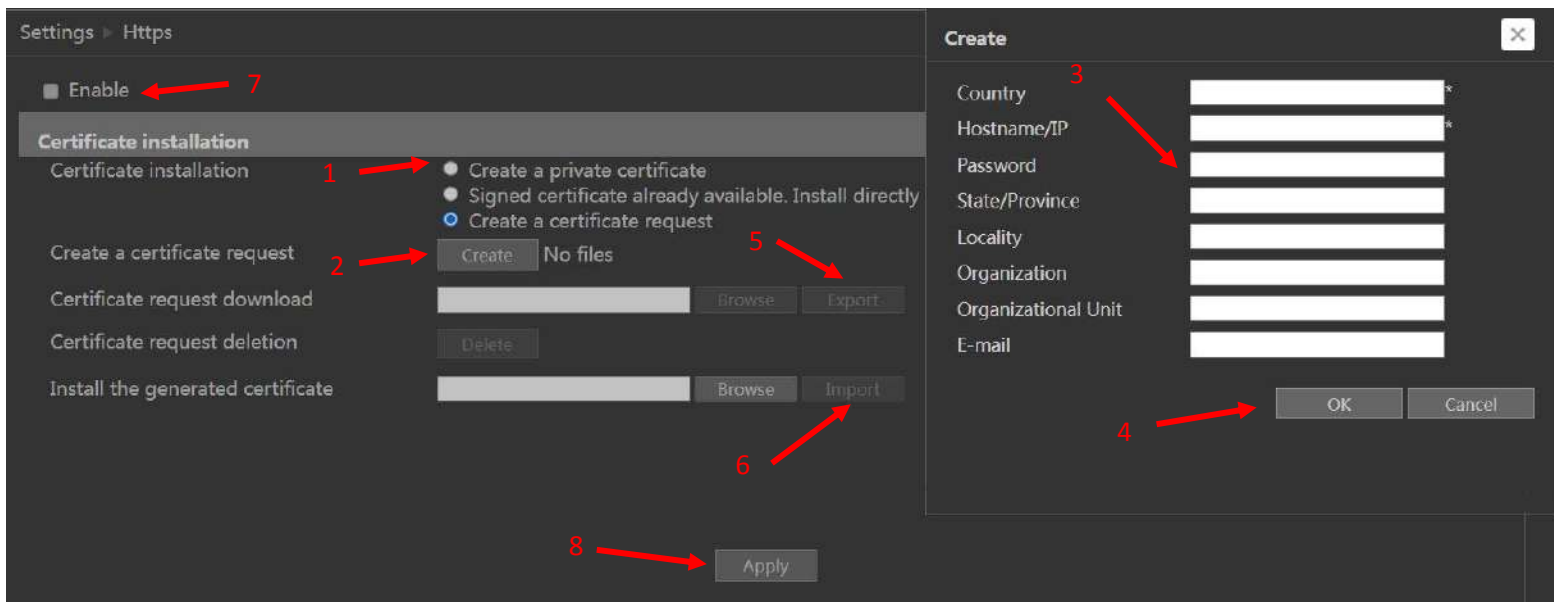 Settings ▶ Https
Enable
7
Certificate installation
Certificate installation
1
Create a private certificate
Signed certificate already available. Install directly
Create a certificate request
Create a certificate request
2
Create
No files
5
Certificate request download
Browse
Export
Certificate request deletion
Delete
Install the generated certificate
Browse
Import
6
8
Apply
Create
3
Country *
Hostname/IP *
Password
State/Province
Locality
Organization
Organizational Unit
E-mail
4
OK
Cancel